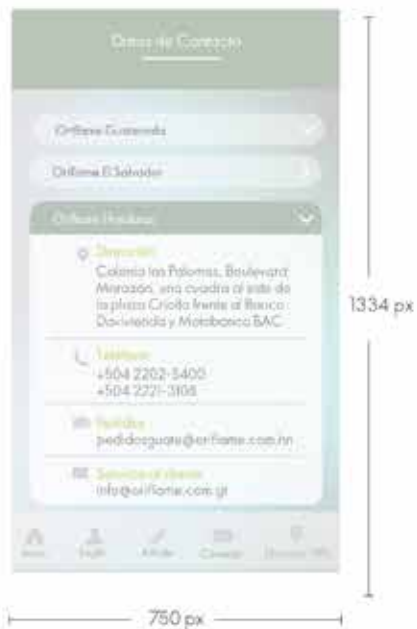 Datos de Contacto
Oriflame Guatemala
Oriflame El Salvador
Oriflame Honduras
Dirección
Colonia las Palomas, Boulevard
Morazán, una cuadra al este de
la plaza Criolla frente al Banco
Davivienda y Motobanco BAC
Teléfono
+504 2202-5400
+504 2221-3108
Pedidos
pedidosguate@oriflame.com.hn
Servicio al cliente
info@oriflame.com.gt
1334 px
750 px